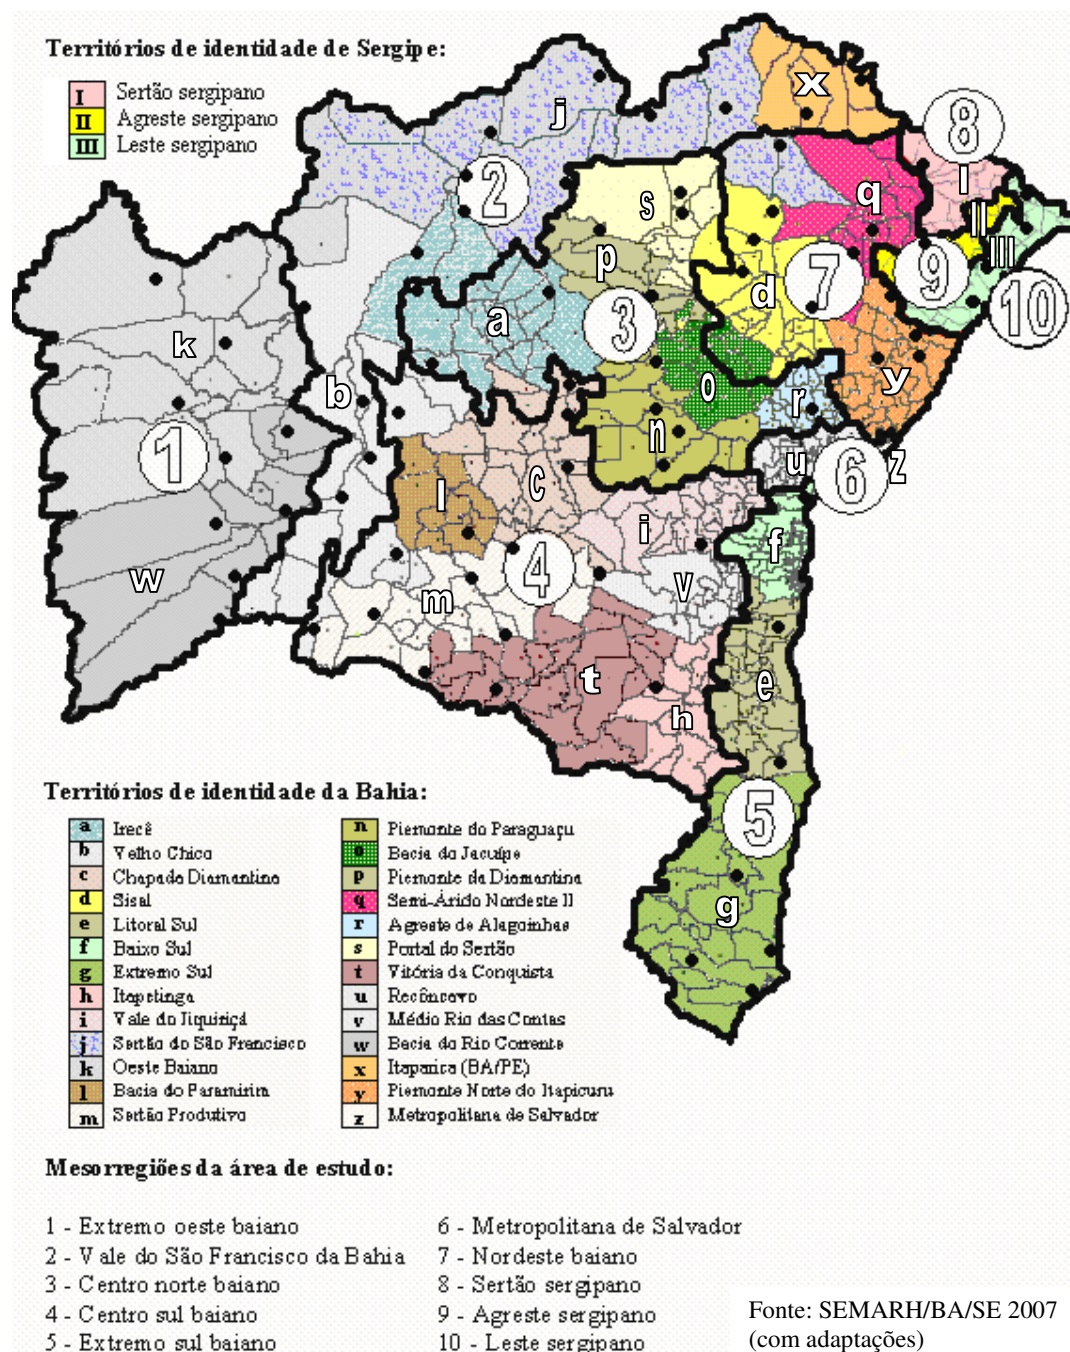 Territórios de identidade de Sergipe:
I Sertão sergipano
II Agreste sergipano
III Leste sergipano
j
x
8
I
2
s
q
II
III
p
7
9
10
d
a
3
k
b
o
r
y
1
n
u
6
z
l
c
i
f
4
w
m
v
t
e
h
5
g
Territórios de identidade da Bahia:
a Irecê
b Velho Chico
c Chapada Diamantina
d Sisal
e Litoral Sul
f Baixo Sul
g Extremo Sul
h Itapetinga
i Vale do Jiquiriçá
j Sertão do São Francisco
k Oeste Baiano
l Bacia do Paramirim
m Sertão Produtivo
n Piemonte do Paraguaçu
o Bacia do Jacuípe
p Piemonte da Diamantina
q Semi-Árido Nordeste II
r Agreste de Alagoinhas
s Portal do Sertão
t Vitória da Conquista
u Recôncavo
v Médio Rio das Contas
w Bacia do Rio Corrente
x Itaparica (BA/PE)
y Piemonte Norte do Itapicuru
z Metropolitana de Salvador
Mesorregiões da área de estudo:
1 - Extremo oeste baiano
2 - Vale do São Francisco da Bahia
3 - Centro norte baiano
4 - Centro sul baiano
5 - Extremo sul baiano
6 - Metropolitana de Salvador
7 - Nordeste baiano
8 - Sertão sergipano
9 - Agreste sergipano
10 - Leste sergipano
Fonte: SEMARH/BA/SE 2007
(com adaptações)